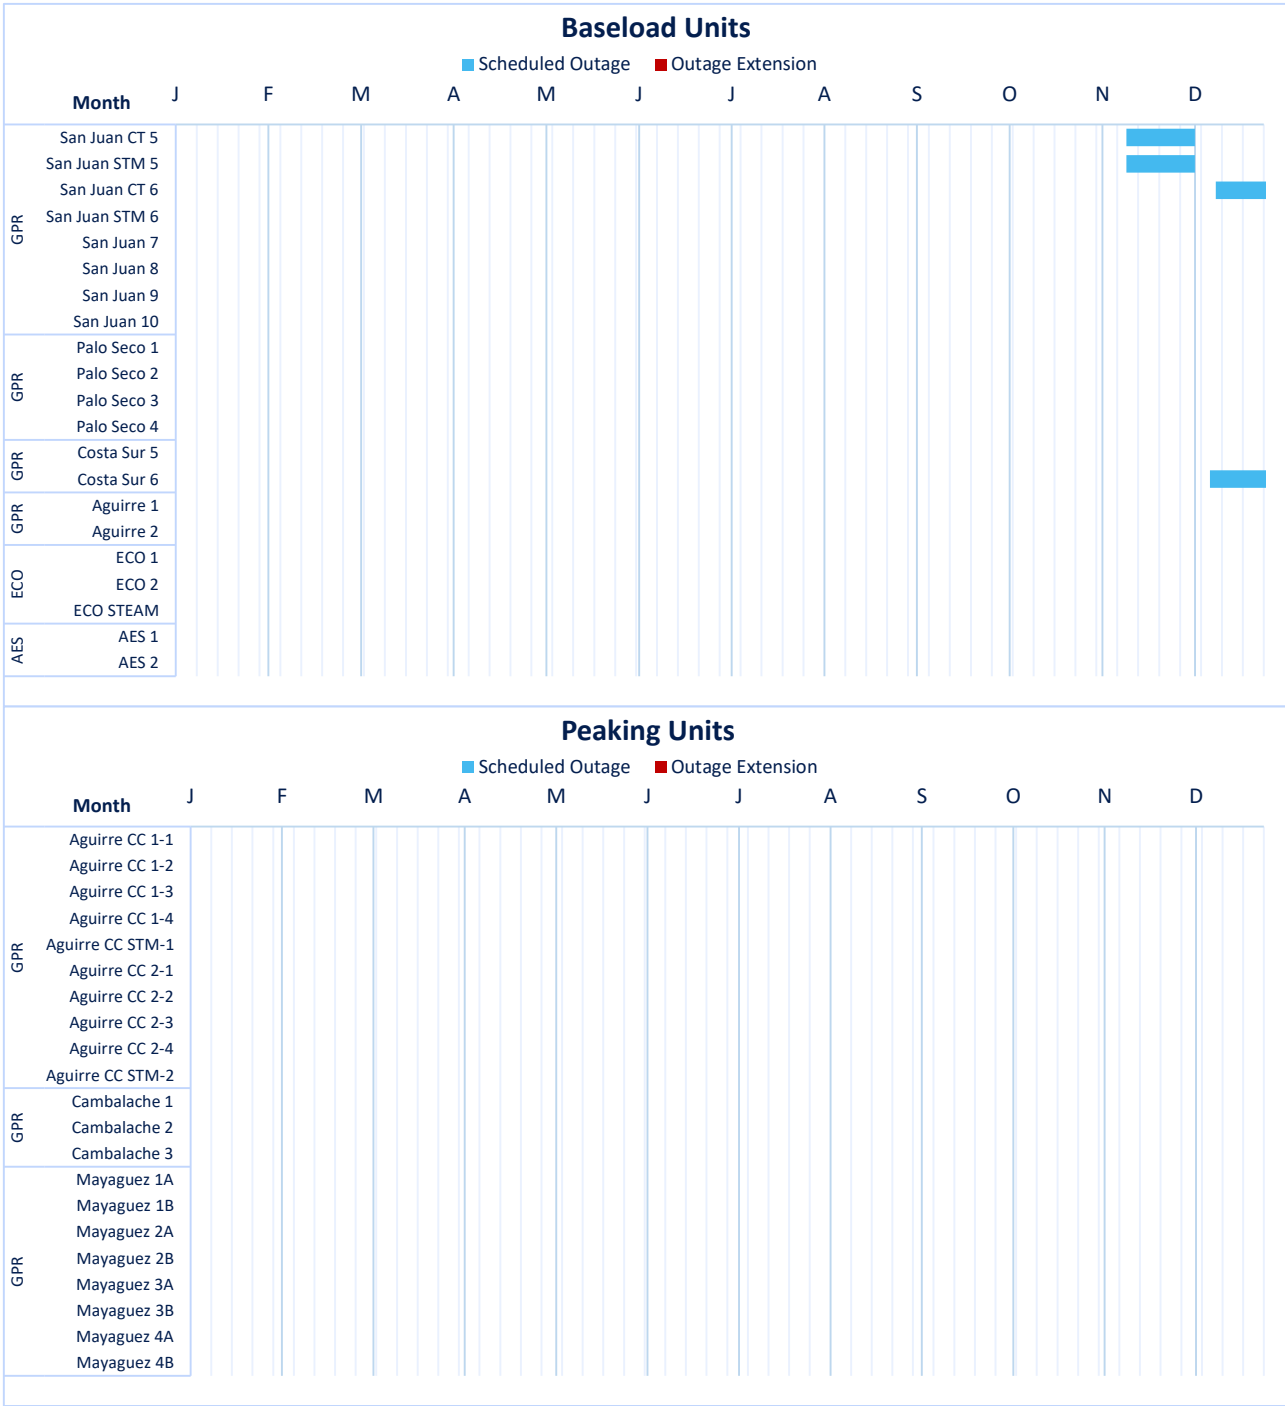 Baseload Units
Scheduled Outage Outage Extension
Month J F M A M J J A S O N D
GPR
San Juan CT 5
San Juan STM 5
San Juan CT 6
San Juan STM 6
San Juan 7
San Juan 8
San Juan 9
San Juan 10
GPR
Palo Seco 1
Palo Seco 2
Palo Seco 3
Palo Seco 4
GPR
Costa Sur 5
Costa Sur 6
GPR
Aguirre 1
Aguirre 2
ECO
ECO 1
ECO 2
ECO STEAM
AES
AES 1
AES 2
Peaking Units
Scheduled Outage Outage Extension
Month J F M A M J J A S O N D
GPR
Aguirre CC 1-1
Aguirre CC 1-2
Aguirre CC 1-3
Aguirre CC 1-4
Aguirre CC STM-1
Aguirre CC 2-1
Aguirre CC 2-2
Aguirre CC 2-3
Aguirre CC 2-4
Aguirre CC STM-2
GPR
Cambalache 1
Cambalache 2
Cambalache 3
GPR
Mayaguez 1A
Mayaguez 1B
Mayaguez 2A
Mayaguez 2B
Mayaguez 3A
Mayaguez 3B
Mayaguez 4A
Mayaguez 4B